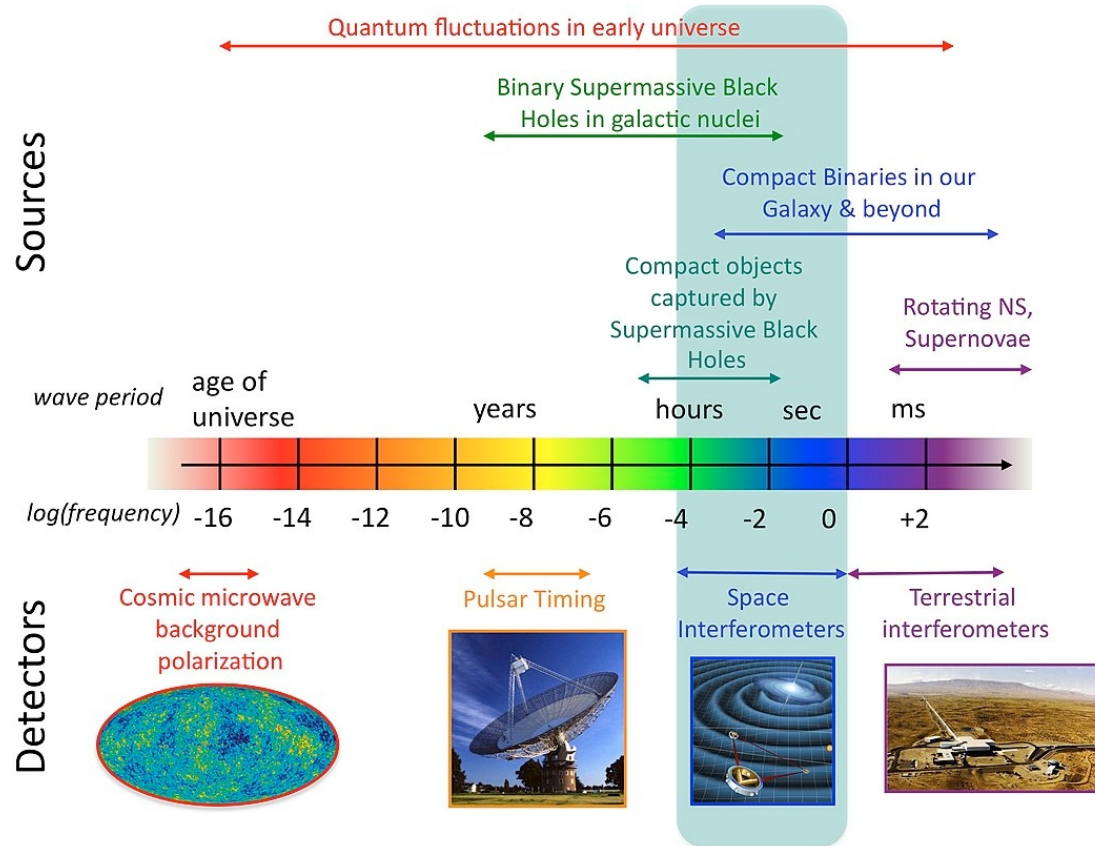 Quantum fluctuations in early universe
Binary Supermassive Black
Holes in galactic nuclei
Compact Binaries in our
Galaxy & beyond
Compact objects
captured by
Supermassive Black
Holes
Rotating NS,
Supernovae
Sources
wave period
age of
universe
years
hours
sec
ms
log(frequency)
-16
-14
-12
-10
-8
-6
-4
-2
0
+2
Detectors
Cosmic microwave
background
polarization
Pulsar Timing
Space
Interferometers
Terrestrial
interferometers